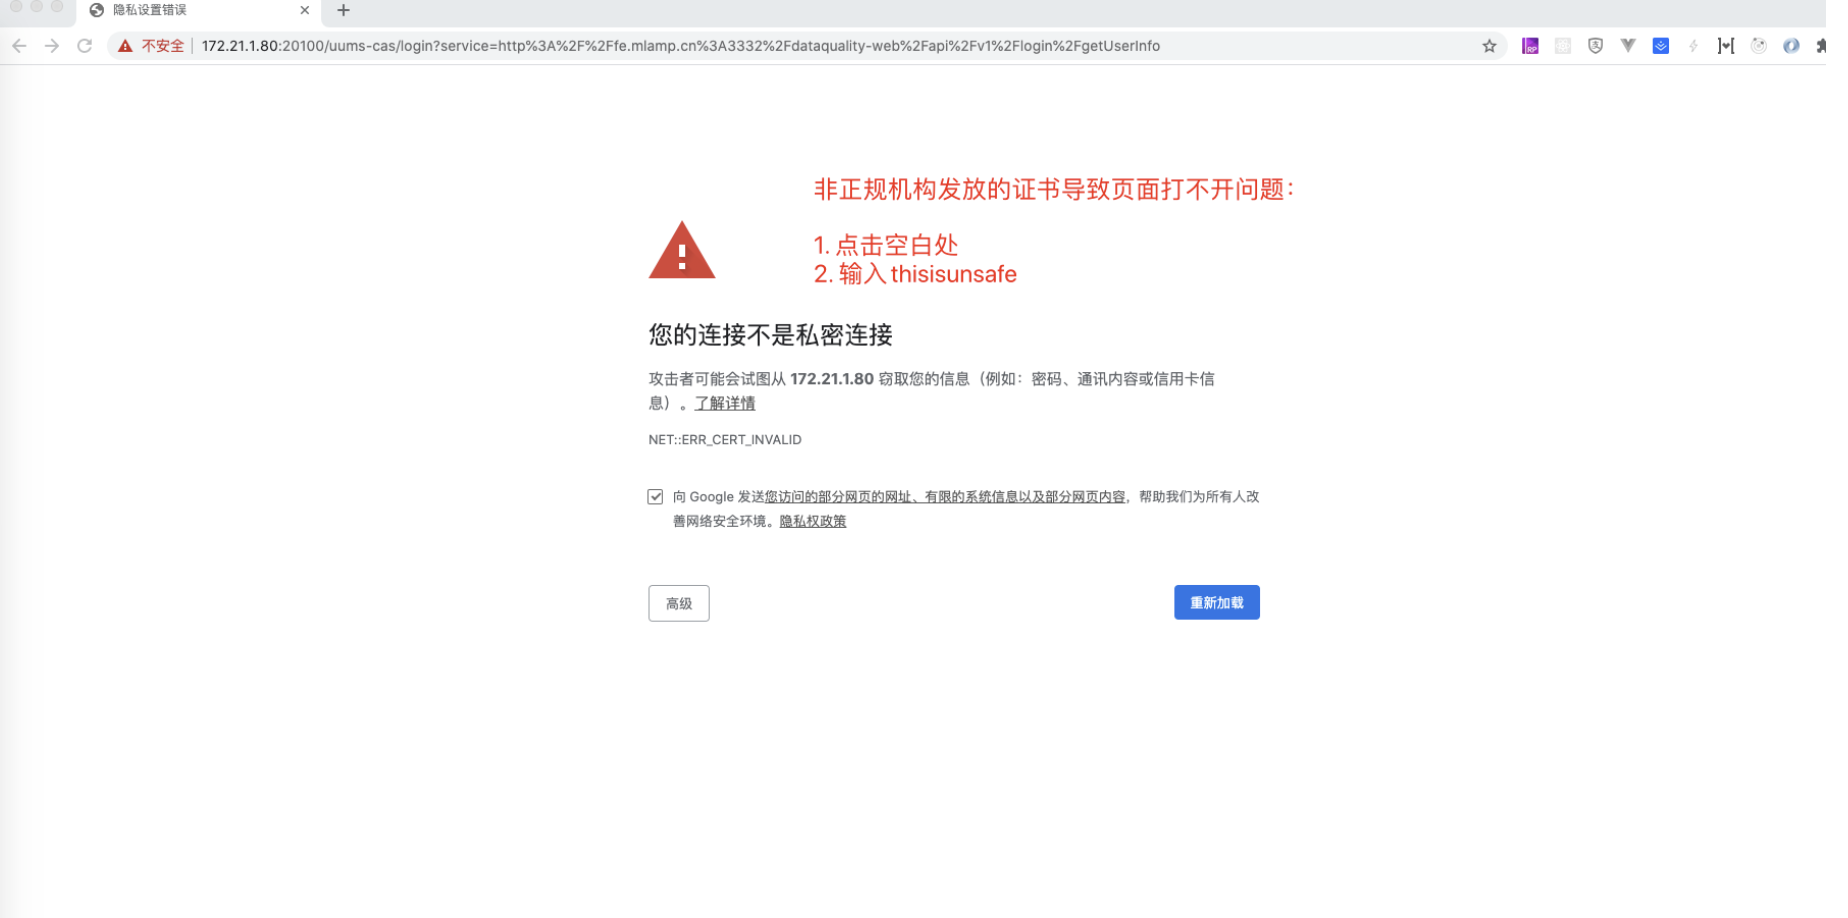 隐私设置错误
不安全 172.21.1.80:20100/uums-cas/login?service=http%3A%2F%2Ffe.mlamp.cn%3A3332%2Fdataquality-web%2Fapi%2Fv1%2Flogin%2FgetUserInfo
RP
非正规机构发放的证书导致页面打不开问题：
1. 点击空白处
2. 输入 thisisunsafe
您的连接不是私密连接
攻击者可能会试图从 172.21.1.80 窃取您的信息（例如：密码、通讯内容或信用卡信
息）。了解详情
NET::ERR_CERT_INVALID
向 Google 发送您访问的部分网页的网址、有限的系统信息以及部分网页内容，帮助我们为所有人改
善网络安全环境。隐私权政策
高级
重新加载